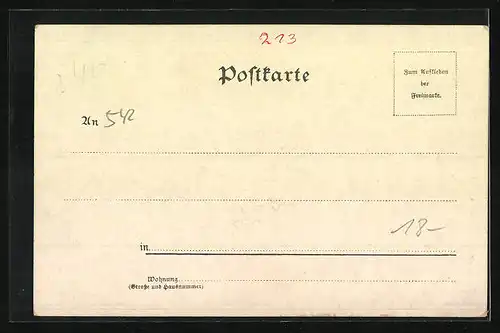 213
Postkarte
Zum Aufkleben
der
Freimarke.
An 542
18-
in
Wohnung
(Straße und Hausnummer)